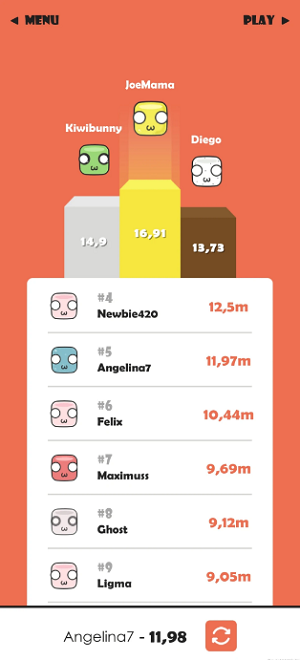 ◄ MENU PLAY ►
JoeMama
Kiwibunny
Diego
16,91
14,9
13,73
#4
Newbie420
12,5m
#5
Angelina7
11,97m
#6
Felix
10,44m
#7
Maximuss
9,69m
#8
Ghost
9,12m
#9
Ligma
9,05m
Angelina7 - 11,98